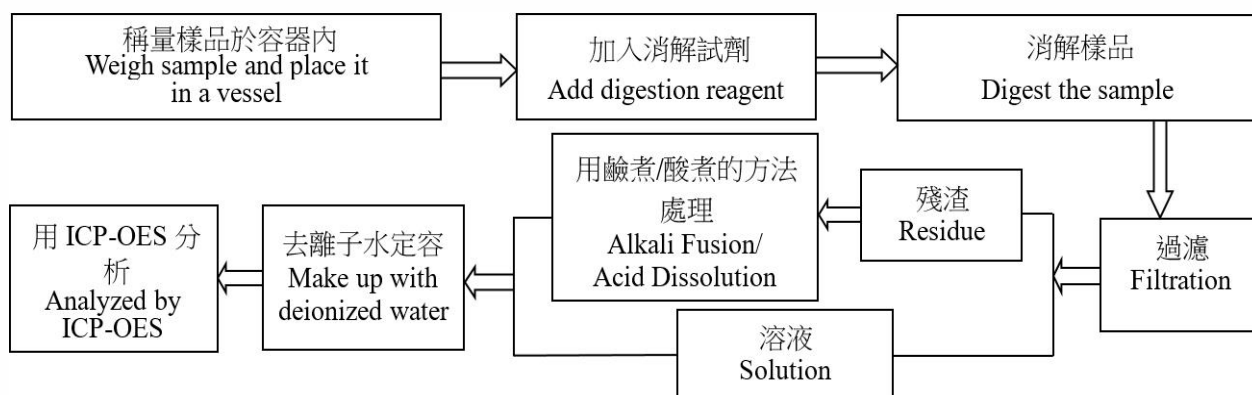 稱量樣品於容器內
Weigh sample and place it
in a vessel
加入消解試劑
Add digestion reagent
消解樣品
Digest the sample
過濾
Filtration
殘渣
Residue
用鹼煮/酸煮的方法
處理
Alkali Fusion/
Acid Dissolution
溶液
Solution
去離子水定容
Make up with
deionized water
用 ICP-OES 分
析
Analyzed by
ICP-OES